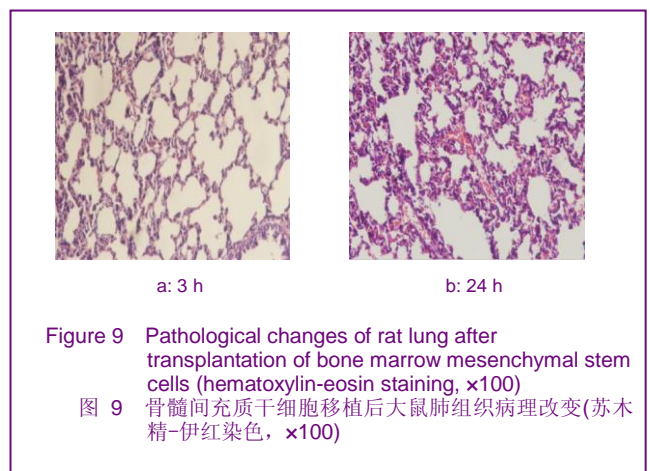 a: 3 h
b: 24 h
Figure 9 Pathological changes of rat lung after
transplantation of bone marrow mesenchymal stem
cells (hematoxylin-eosin staining, ×100)
图 9 骨髓间充质干细胞移植后大鼠肺组织病理改变(苏木
精-伊红染色，×100)